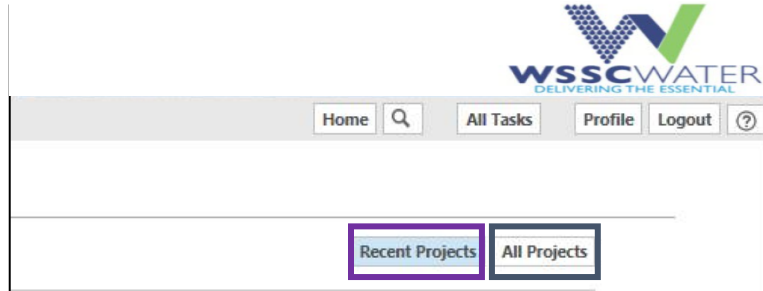 WSSCWATER
DELIVERING THE ESSENTIAL
Home All Tasks Profile Logout ?
Recent Projects All Projects